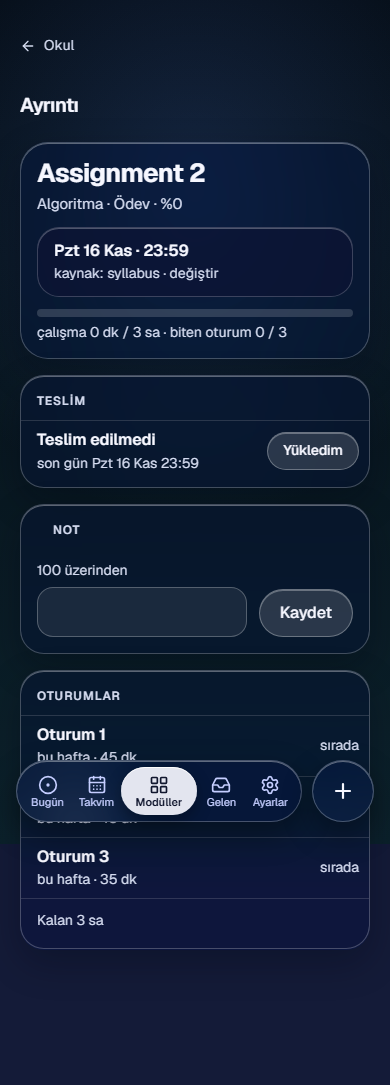 Okul
Ayrıntı
Assignment 2
Algoritma · Ödev · %0
Pzt 16 Kas · 23:59
kaynak: syllabus · değiştir
çalışma 0 dk / 3 sa · biten oturum 0 / 3
TESLİM
Teslim edilmedi
Yükledim
son gün Pzt 16 Kas 23:59
NOT
100 üzerinden
Kaydet
OTURUMLAR
Oturum 1
sırada
bu hafta · 45 dk
Bugün
Takvim
Modüller
Gelen
Ayarlar
Oturum 3
sırada
bu hafta · 35 dk
Kalan 3 sa